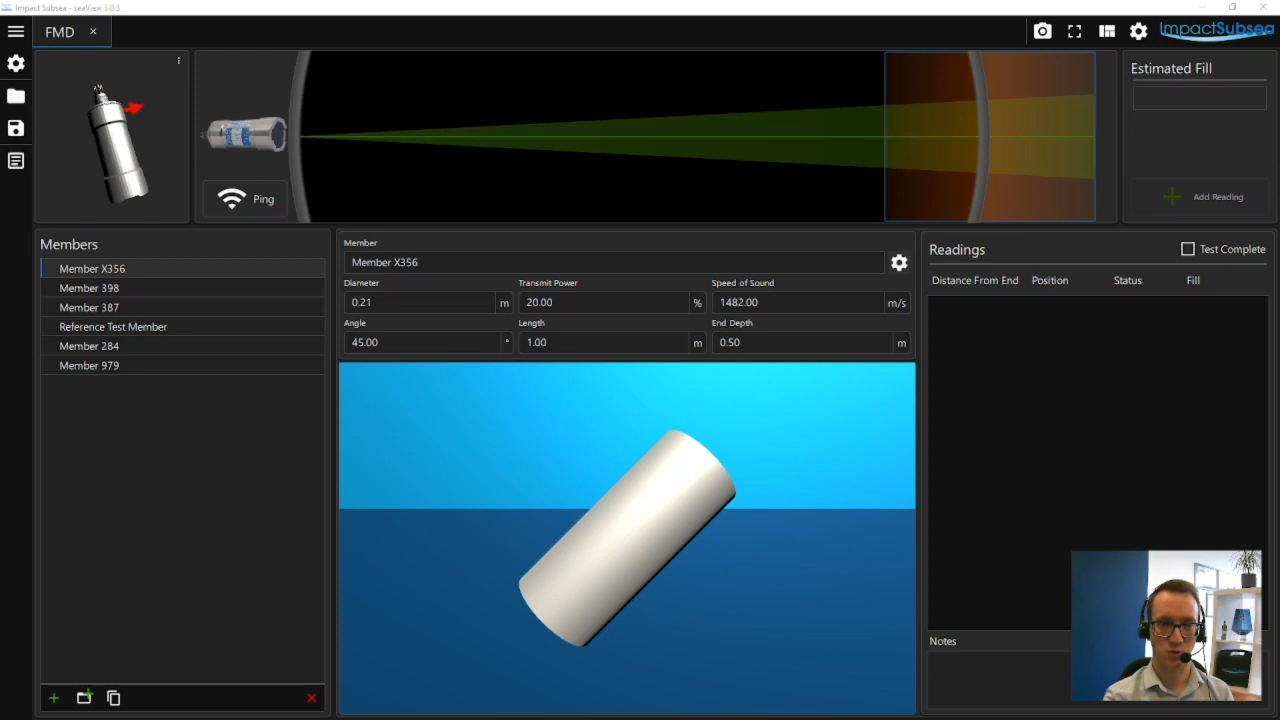 Impact Subsea - seaView 3.0.3
FMD ×
ImpactSubsea
Ping
Estimated Fill
Add Reading
Members
Member X356
Member 398
Member 387
Reference Test Member
Member 284
Member 979
Member
Member X356
Diameter Transmit Power Speed of Sound
0.21 m 20.00 % 1482.00 m/s
Angle Length End Depth
45.00 ° 1.00 m 0.50 m
Readings Test Complete
Distance From End Position Status Fill
Notes